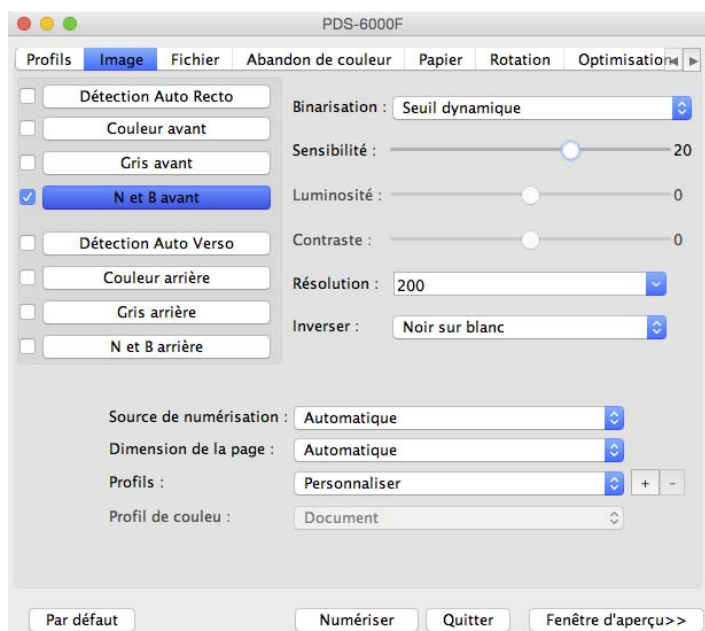 PDS-6000F
Profils Image Fichier Abandon de couleur Papier Rotation Optimisation
Détection Auto Recto
Couleur avant
Gris avant
N et B avant
Détection Auto Verso
Couleur arrière
Gris arrière
N et B arrière
Binarisation : Seuil dynamique
Sensibilité : 20
Luminosité : 0
Contraste : 0
Résolution : 200
Inverser : Noir sur blanc
Source de numérisation : Automatique
Dimension de la page : Automatique
Profils : Personnaliser + -
Profil de couleu : Document
Par défaut Numériser Quitter Fenêtre d'aperçu>>